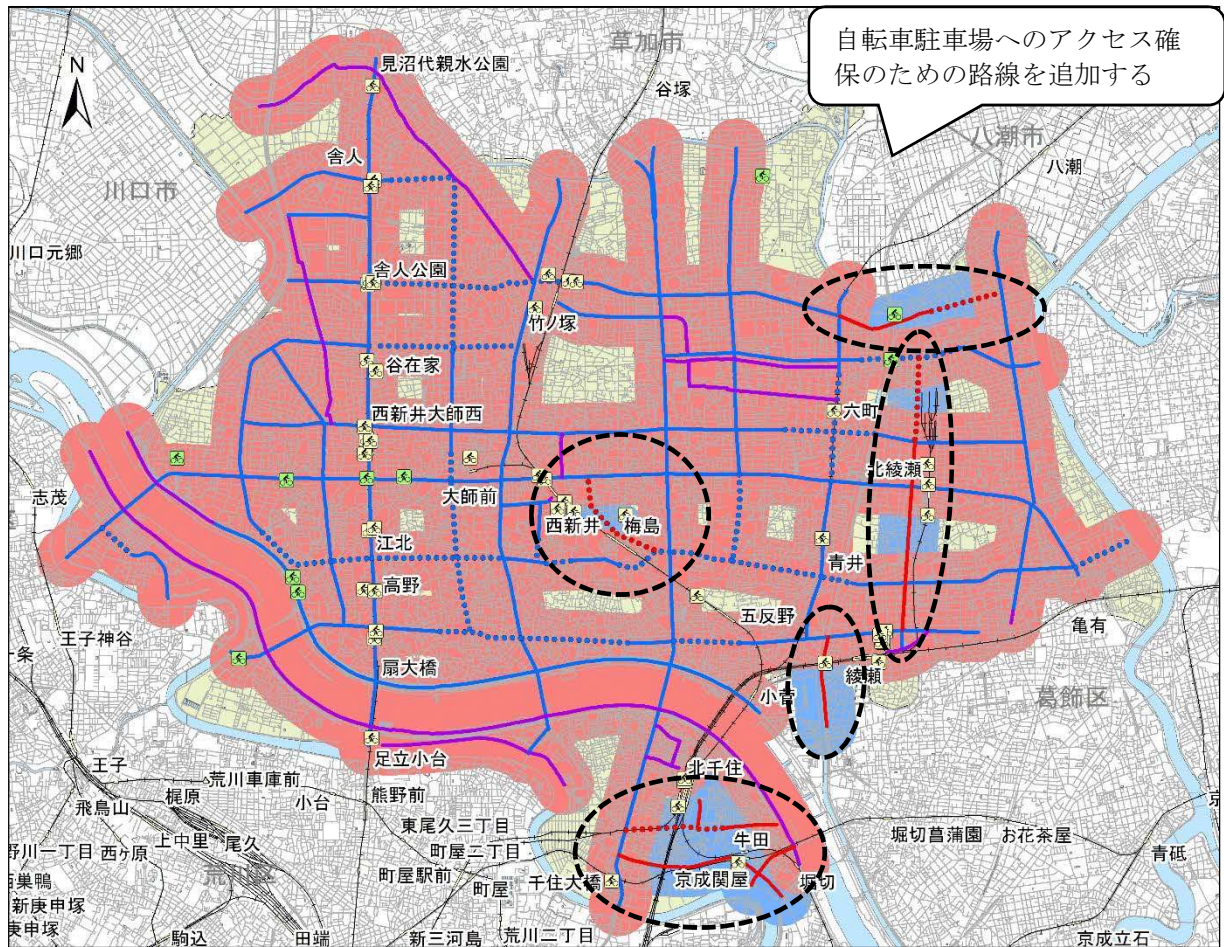 自転車駐車場へのアクセス確
保のための路線を追加する
草加市
見沼代親水公園
N
谷塚
八潮市
八潮
舎人
川口市
川口元郷
舎人公園
竹ノ塚
谷在家
六町
西新井大師西
北綾瀬
志茂
大師前
西新井
梅島
江北
青井
高野
五反野
亀有
王子神谷
条
扇大橋
綾瀬
小菅
葛飾区
足立小台
王子
荒川車庫前
北千住
飛鳥山
梶原
小台
熊野前
上中里
尾久
東尾久三丁目
牛田
堀切菖蒲園
お花茶屋
野川一丁目
西ヶ原
町屋二丁目
青砥
荒川区
町屋駅前
町屋
千住大橋
京成関屋
堀切
巣鴨
新庚申塚
庚申塚
駒込
田端
新三河島
荒川二丁目
京成立石